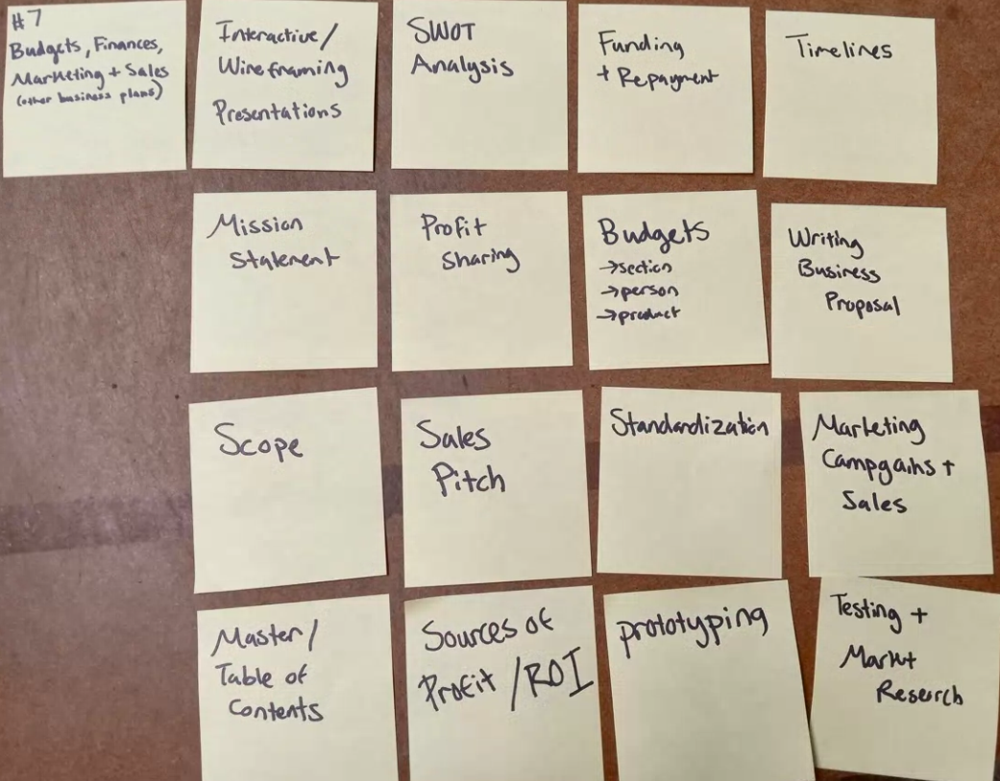 #7
Budgets, Finances,
Marketing + Sales
(other business plans)
Interactive/
Wireframing
Presentations
SWOT
Analysis
Funding
+ Repayment
Timelines
Mission
Statement
Profit
Sharing
Budgets
→section
→person
→product
Writing
Business
Proposal
Scope
Sales
Pitch
Standardization
Marketing
Campgains +
Sales
Master/
Table of
Contents
Sources of
Profit/ROI
prototyping
Testing +
Market
Research